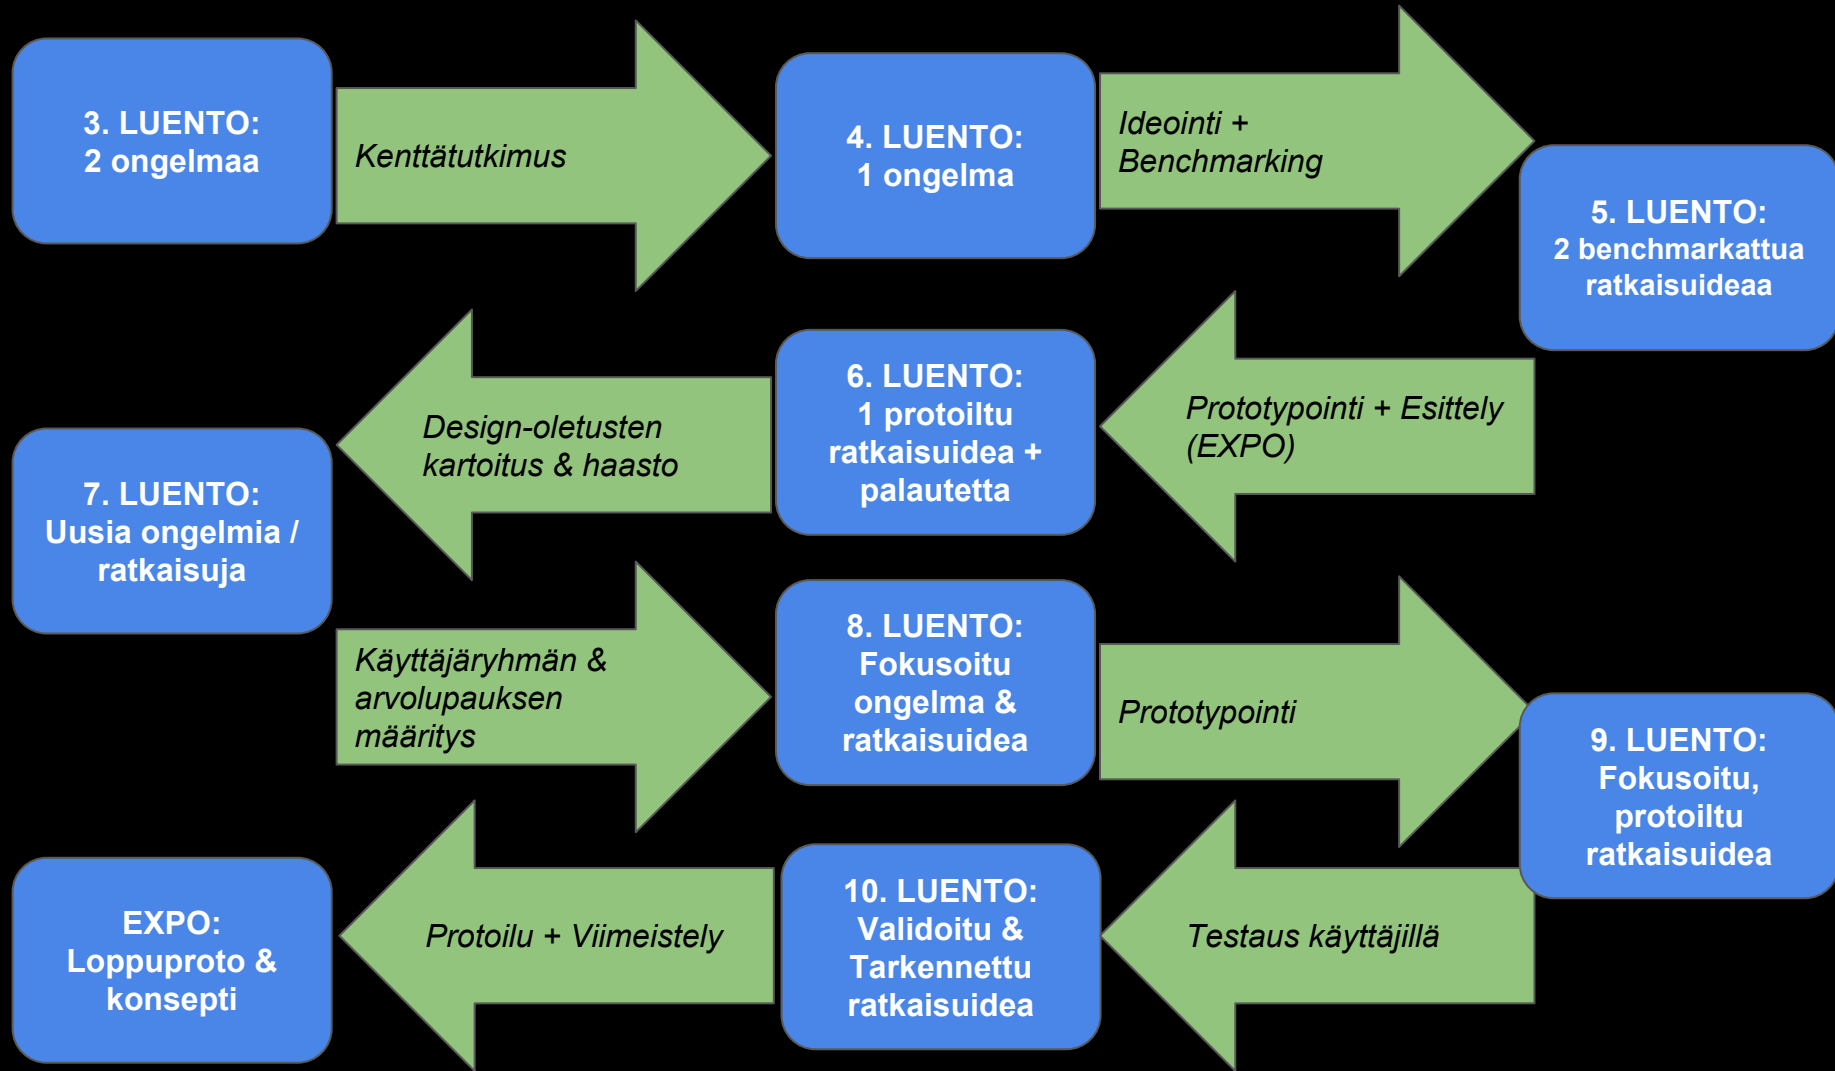 3. LUENTO:
2 ongelmaa
Kenttätutkimus
4. LUENTO:
1 ongelma
Ideointi +
Benchmarking
5. LUENTO:
2 benchmarkattua
ratkaisuideaa
Prototypointi + Esittely
(EXPO)
6. LUENTO:
1 protoiltu
ratkaisuidea +
palautetta
Design-oletusten
kartoitus & haasto
7. LUENTO:
Uusia ongelmia /
ratkaisuja
Käyttäjäryhmän &
arvolupauksen
määritys
8. LUENTO:
Fokusoitu
ongelma &
ratkaisuidea
Prototypointi
9. LUENTO:
Fokusoitu,
protoiltu
ratkaisuidea
Testaus käyttäjillä
10. LUENTO:
Validoitu &
Tarkennettu
ratkaisuidea
Protoilu + Viimeistely
EXPO:
Loppuproto &
konsepti